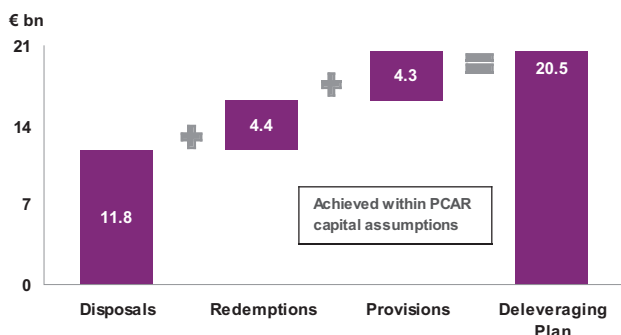 € bn
21
14
7
0
11.8
4.4
4.3
20.5
Achieved within PCAR
capital assumptions
Disposals
Redemptions
Provisions
Deleveraging
Plan